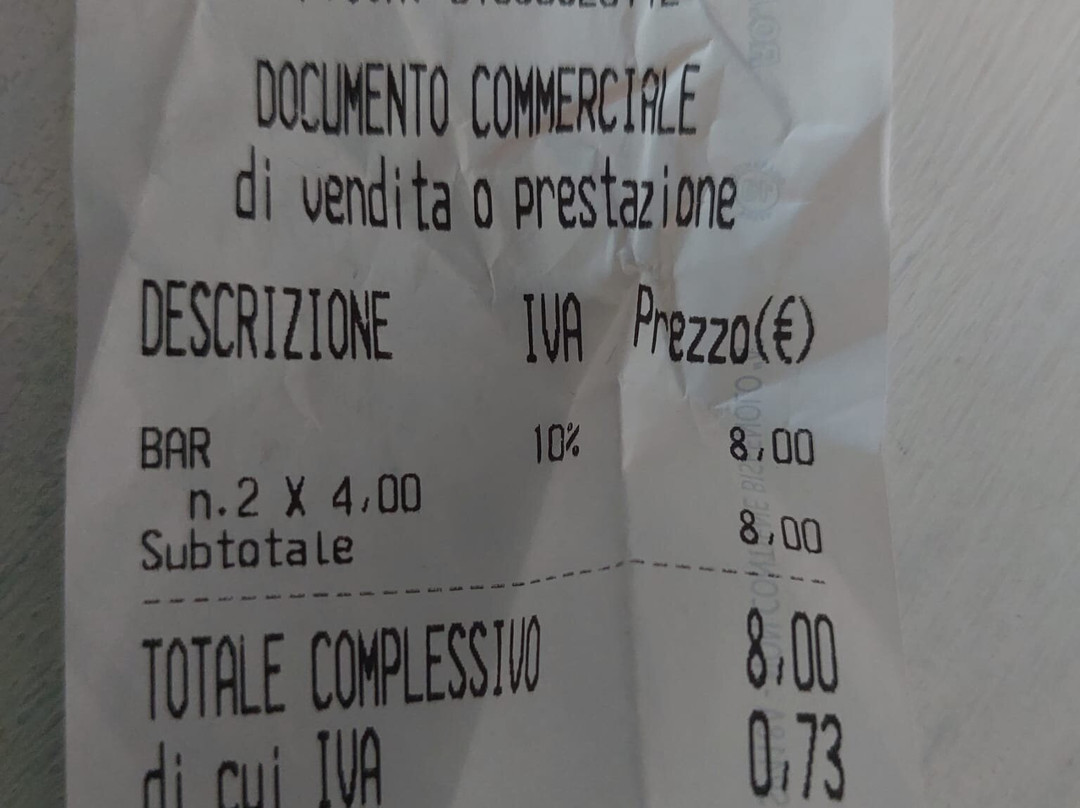 DOCUMENTO COMMERCIALE
di vendita o prestazione
DESCRIZIONE IVA Prezzo(€)
BAR 10% 8,00
n.2 X 4,00
Subtotale 8,00
TOTALE COMPLESSIVO 8,00
di cui IVA 0,73